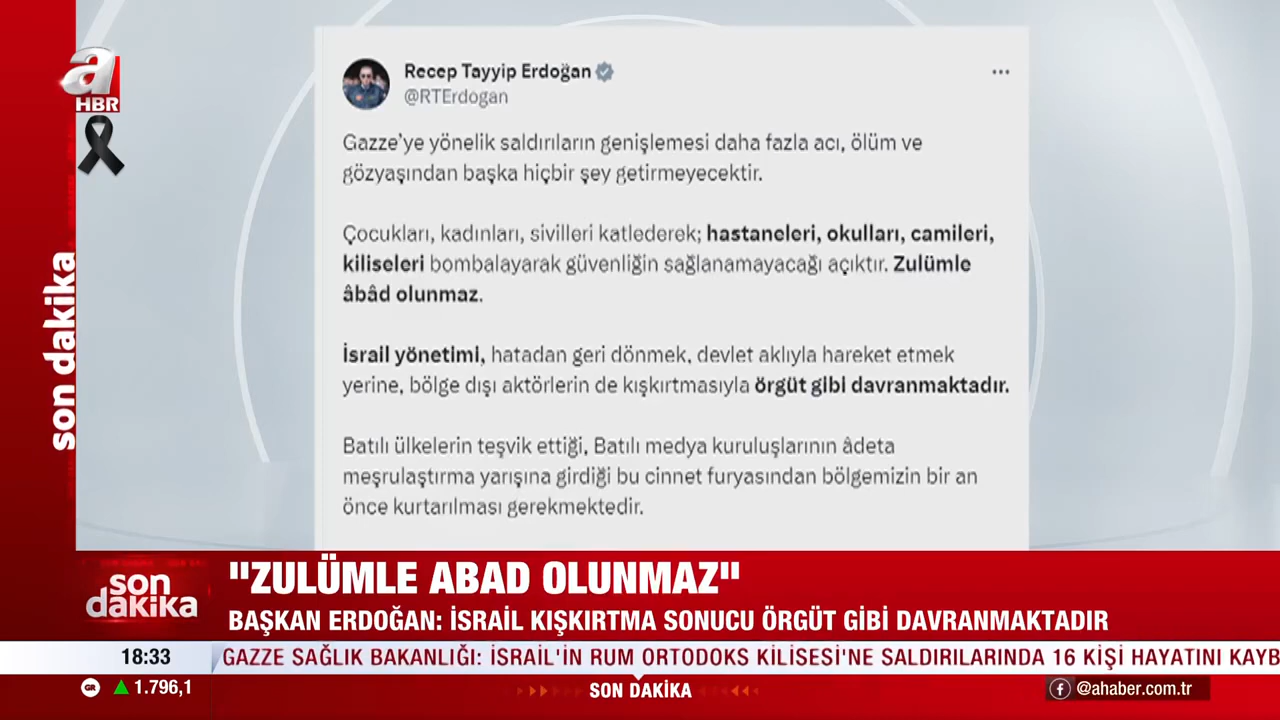 a
HBR
son dakika
Recep Tayyip Erdoğan
@RTErdogan
Gazze'ye yönelik saldırıların genişlemesi daha fazla acı, ölüm ve
gözyaşından başka hiçbir şey getirmeyecektir.
Çocukları, kadınları, sivilleri katlederek; hastaneleri, okulları, camileri,
kiliseleri bombalayarak güvenliğin sağlanamayacağı açıktır. Zulümle
âbâd olunmaz.
İsrail yönetimi, hatadan geri dönmek, devlet aklıyla hareket etmek
yerine, bölge dışı aktörlerin de kışkırtmasıyla örgüt gibi davranmaktadır.
Batılı ülkelerin teşvik ettiği, Batılı medya kuruluşlarının âdeta
meşrulaştırma yarışına girdiği bu cinnet furyasından bölgemizin bir an
önce kurtarılması gerekmektedir.
son
dakika
"ZULÜMLE ABAD OLUNMAZ"
BAŞKAN ERDOĞAN: İSRAİL KIŞKIRTMA SONUCU ÖRGÜT GİBİ DAVRANMAKTADIR
18:33
GAZZE SAĞLIK BAKANLIĞI: İSRAİL'İN RUM ORTODOKS KİLİSESİ'NE SALDIRILARINDA 16 KİŞİ HAYATINI KAYB
GR 1.796,1
SON DAKİKA
@ahaber.com.tr